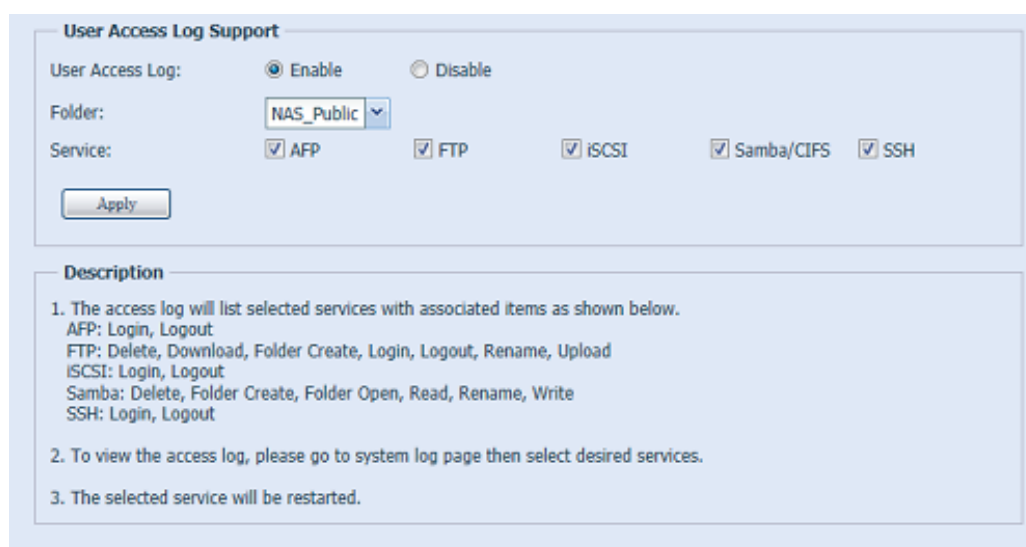 User Access Log Support
User Access Log: Enable Disable
Folder: NAS_Public
Service: AFP FTP iSCSI Samba/CIFS SSH
Apply
Description
1. The access log will list selected services with associated items as shown below.
AFP: Login, Logout
FTP: Delete, Download, Folder Create, Login, Logout, Rename, Upload
iSCSI: Login, Logout
Samba: Delete, Folder Create, Folder Open, Read, Rename, Write
SSH: Login, Logout
2. To view the access log, please go to system log page then select desired services.
3. The selected service will be restarted.